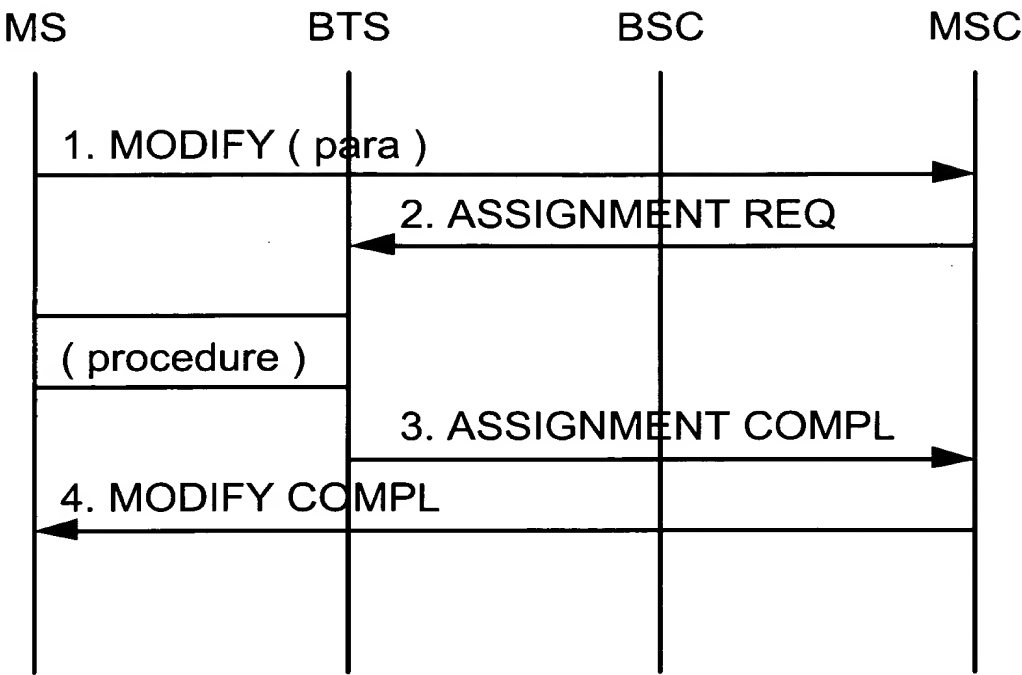 MS BTS BSC MSC
1. MODIFY ( para )
2. ASSIGNMENT REQ
( procedure )
3. ASSIGNMENT COMPL
4. MODIFY COMPL